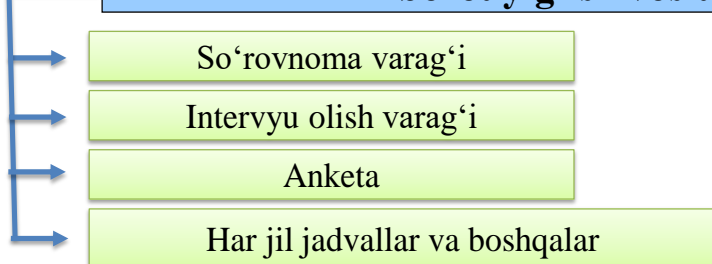 So‘rovnoma varag‘i
Intervyu olish varag‘i
Anketa
Har jil jadvallar va boshqalar